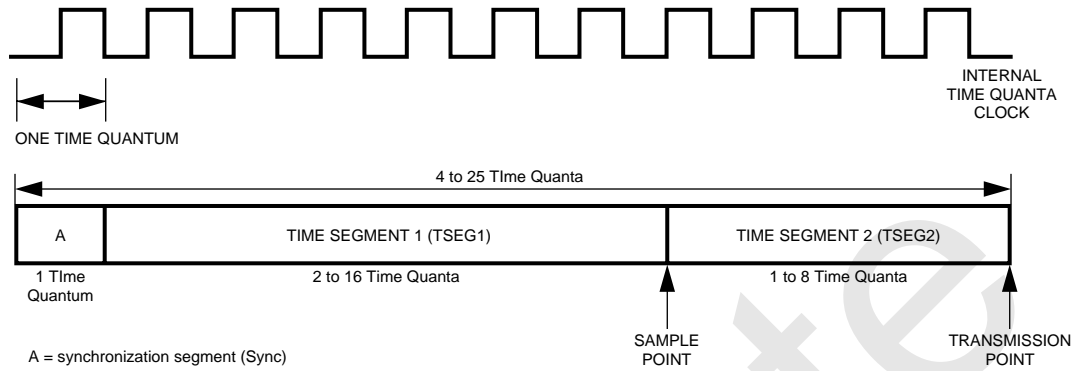 INTERNAL
TIME QUANTA
CLOCK
ONE TIME QUANTUM
4 to 25 TIme Quanta
A
TIME SEGMENT 1 (TSEG1)
TIME SEGMENT 2 (TSEG2)
1 TIme
Quantum
2 to 16 Time Quanta
1 to 8 Time Quanta
A = synchronization segment (Sync)
SAMPLE
POINT
TRANSMISSION
POINT